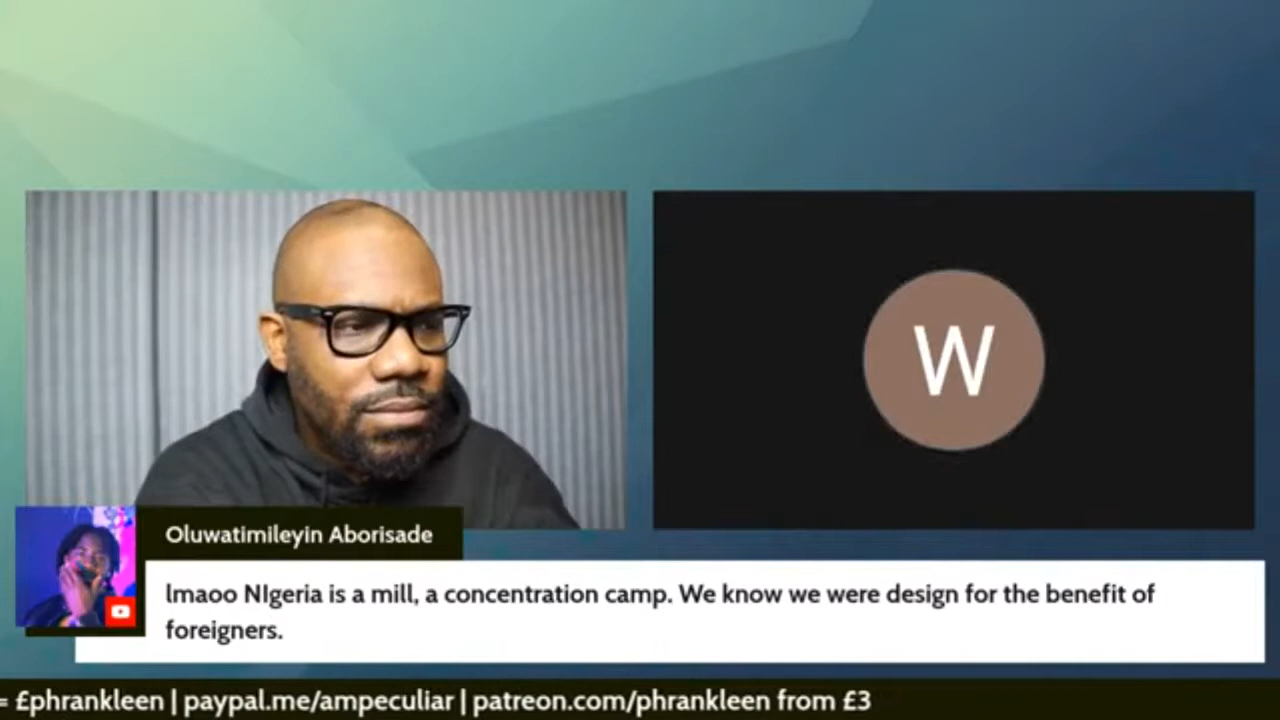 W
Oluwatimileyin Aborisade
lmaoo NIgeria is a mill, a concentration camp. We know we were design for the benefit of
foreigners.
= £phrankleen | paypal.me/ampeculiar | patreon.com/phrankleen from £3